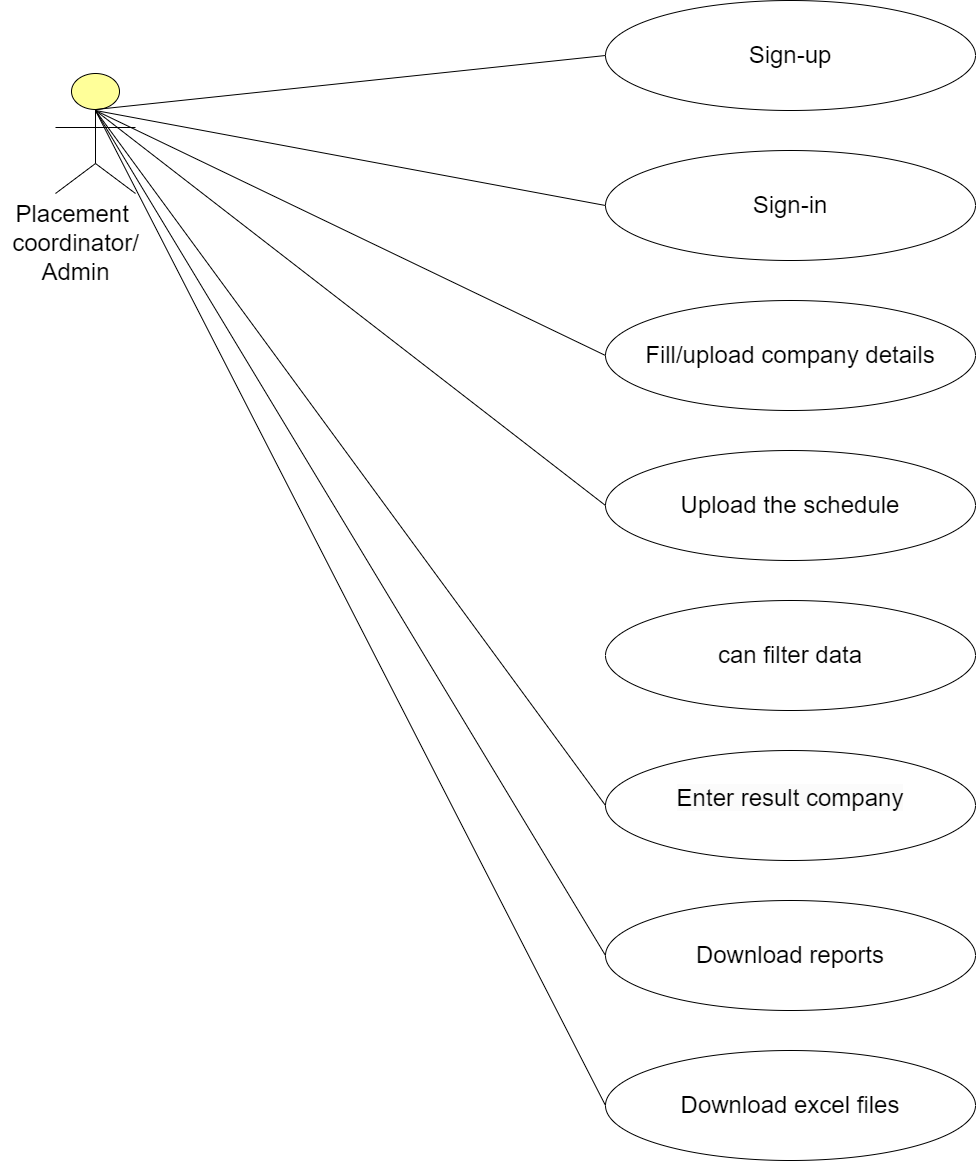 Sign-up
Placement
coordinator/
Admin
Sign-in
Fill/upload company details
Upload the schedule
can filter data
Enter result company
Download reports
Download excel files